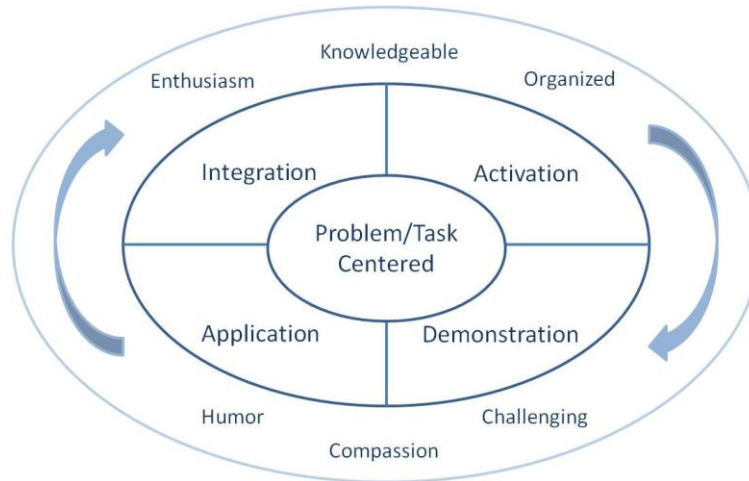 Knowledgeable
Enthusiasm
Organized
Integration
Activation
Problem/Task
Centered
Application
Demonstration
Humor
Challenging
Compassion